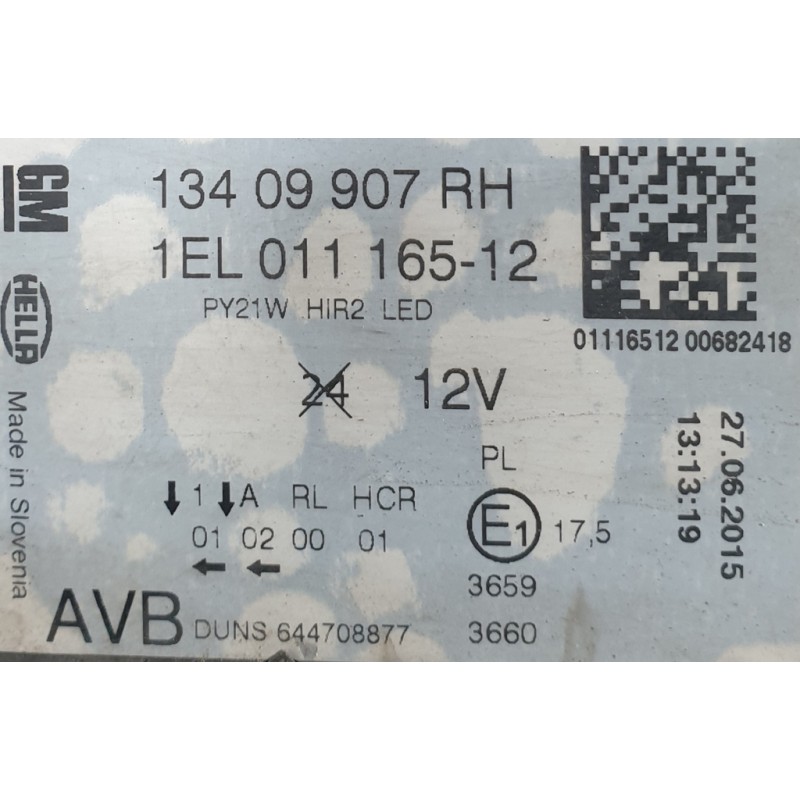 GM
134 09 907 RH
1EL 011 165-12
PY21W HIR2 LED
01116512 00682418
HELLA
Made in Slovenia
24 12V
27.06.2015
13:13:19
PL
↓ 1 ↓ A RL HCR
01 02 00 01
← ←
E1 17,5
3659
3660
AVB DUNS 644708877